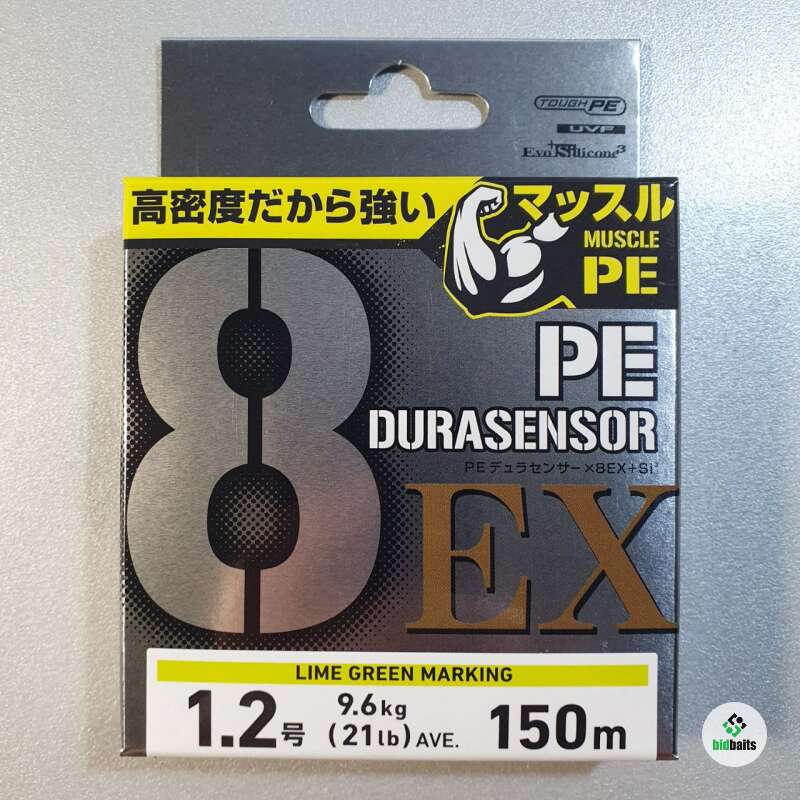 TOUGH PE
UVF
Evo Silicone³
高密度だから強い
マッスル
MUSCLE
PE
8
PE
DURASENSOR
PEデュラセンサー×8EX+Si³
EX
LIME GREEN MARKING
1.2号
9.6kg
(21lb) AVE.
150m
bidbaits